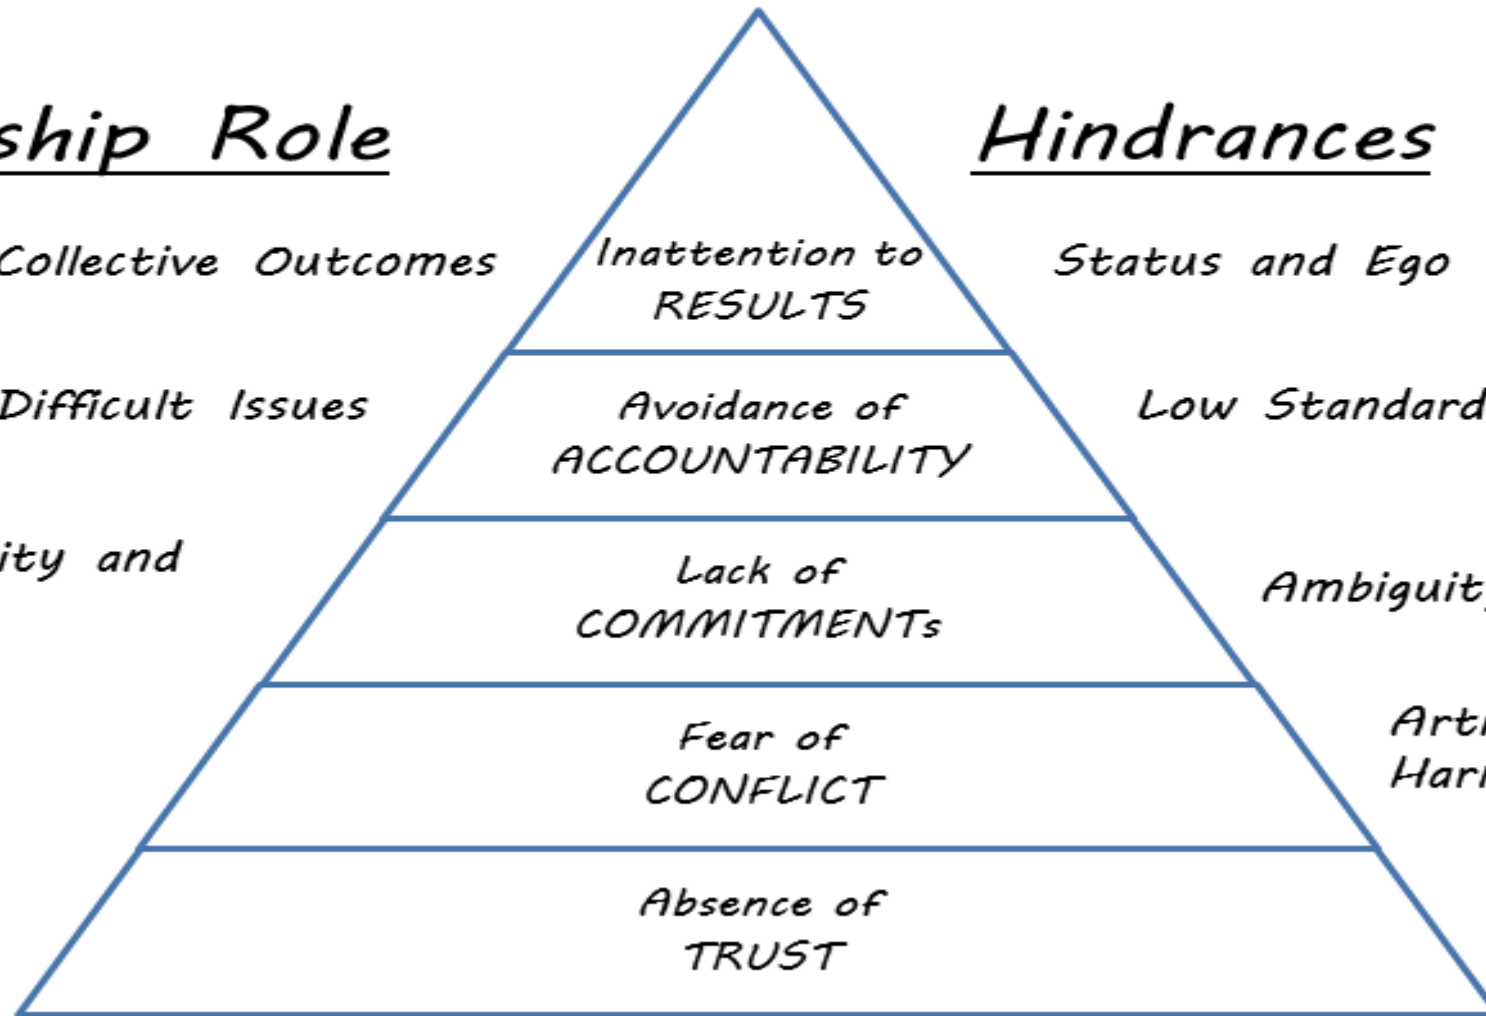 ship Role
Hindrances
Collective Outcomes
Inattention to
RESULTS
Status and Ego
Difficult Issues
Avoidance of
ACCOUNTABILITY
Low Standard
ity and
Lack of
COMMITMENTs
Ambiguity
Fear of
CONFLICT
Absence of
TRUST